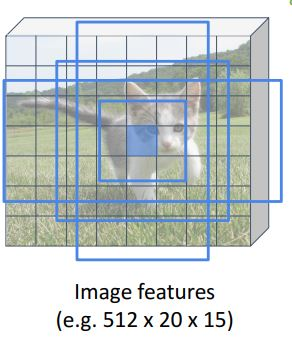 Image features
(e.g. 512 x 20 x 15)